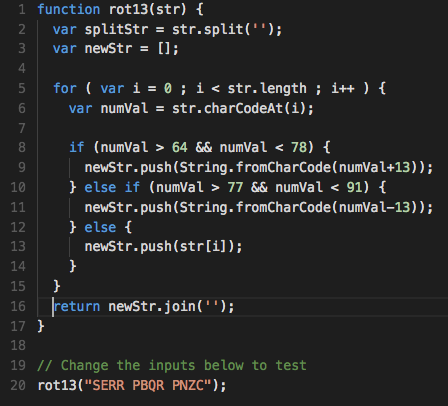 1 function rot13(str) {
2 var splitStr = str.split('');
3 var newStr = [];
4
5 for ( var i = 0 ; i < str.length ; i++ ) {
6 var numVal = str.charCodeAt(i);
7
8 if (numVal > 64 && numVal < 78) {
9 newStr.push(String.fromCharCode(numVal+13));
10 } else if (numVal > 77 && numVal < 91) {
11 newStr.push(String.fromCharCode(numVal-13));
12 } else {
13 newStr.push(str[i]);
14 }
15 }
16 return newStr.join('');
17 }
18
19 // Change the inputs below to test
20 rot13("SERR PBQR PNZC");